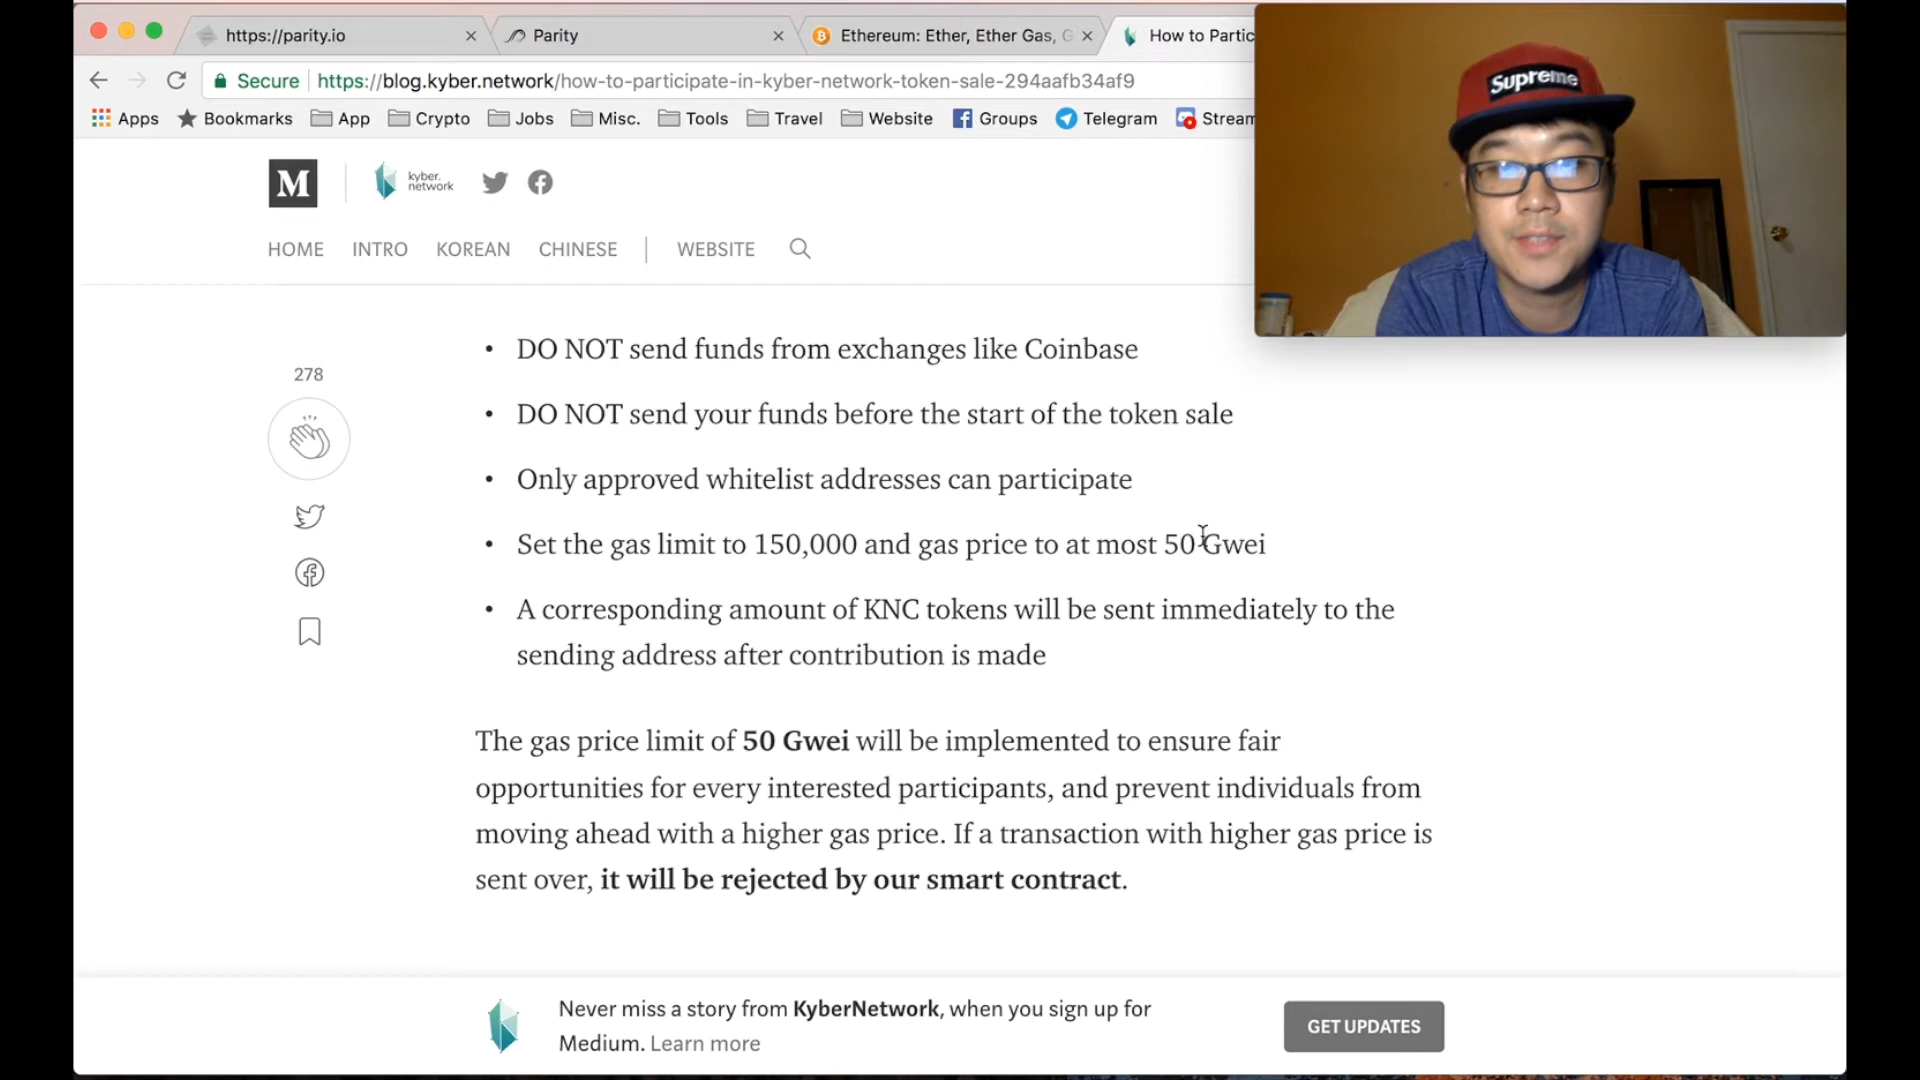 https://parity.io
Parity
Ethereum: Ether, Ether Gas, G
How to Partic
Secure https://blog.kyber.network/how-to-participate-in-kyber-network-token-sale-294aafb34af9
Apps Bookmarks App Crypto Jobs Misc. Tools Travel Website Groups Telegram Stream
Supreme
M kyber.
network
HOME INTRO KOREAN CHINESE WEBSITE
• DO NOT send funds from exchanges like Coinbase
278
• DO NOT send your funds before the start of the token sale
• Only approved whitelist addresses can participate
• Set the gas limit to 150,000 and gas price to at most 50 Gwei
• A corresponding amount of KNC tokens will be sent immediately to the
sending address after contribution is made
The gas price limit of 50 Gwei will be implemented to ensure fair
opportunities for every interested participants, and prevent individuals from
moving ahead with a higher gas price. If a transaction with higher gas price is
sent over, it will be rejected by our smart contract.
Never miss a story from KyberNetwork, when you sign up for
Medium. Learn more
GET UPDATES